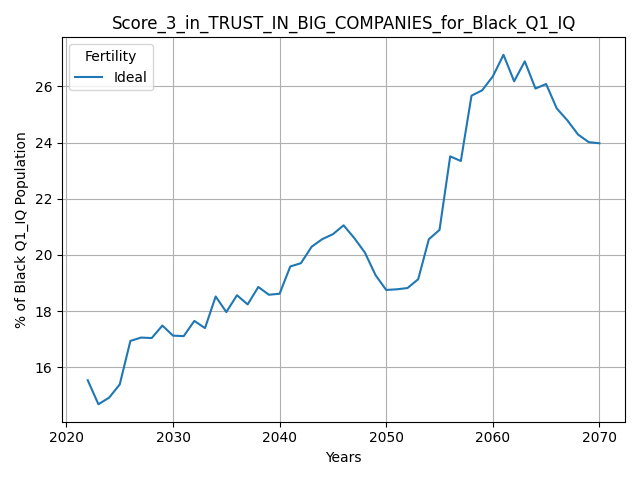 Score_3_in_TRUST_IN_BIG_COMPANIES_for_Black_Q1_IQ
Fertility
Ideal
% of Black Q1_IQ Population
26
24
22
20
18
16
2020 2030 2040 2050 2060 2070
Years